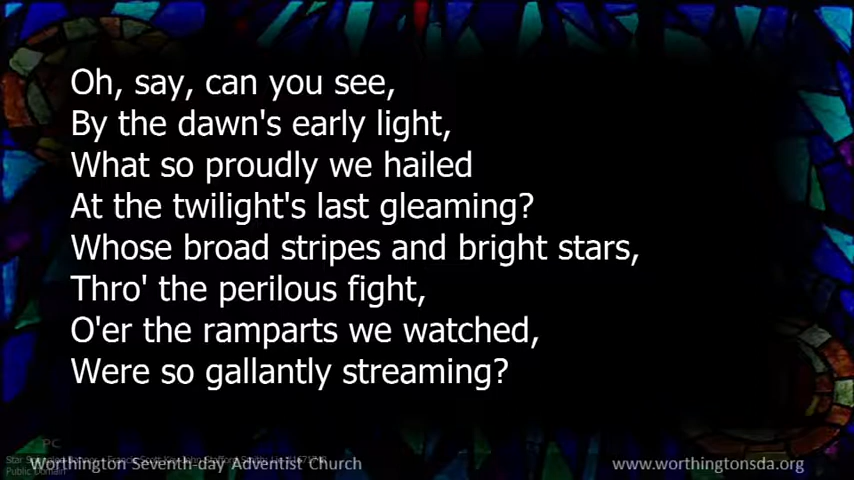 Oh, say, can you see,
By the dawn's early light,
What so proudly we hailed
At the twilight's last gleaming?
Whose broad stripes and bright stars,
Thro' the perilous fight,
O'er the ramparts we watched,
Were so gallantly streaming?
PC
Star
Public Domain
Worthington Seventh-day Adventist Church
www.worthingtonsda.org